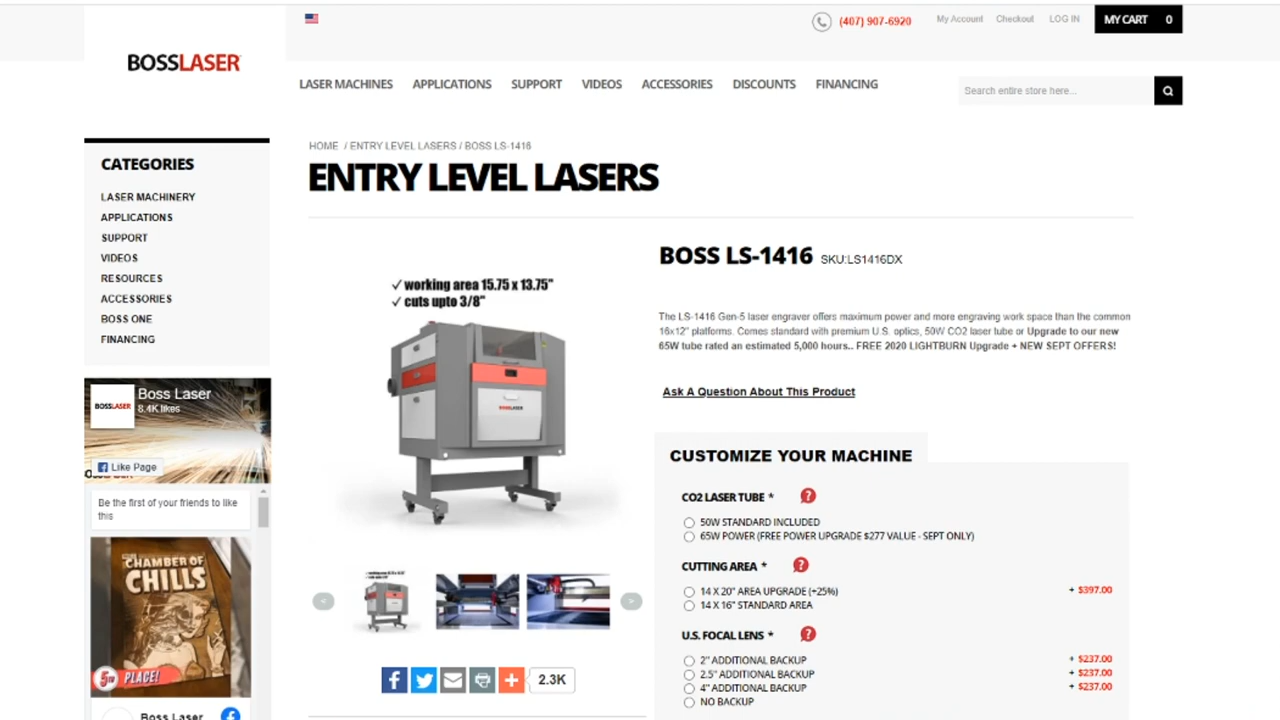 (407) 907-6920
My Account
Checkout
LOG IN
MY CART 0
BOSSLASER
LASER MACHINES
APPLICATIONS
SUPPORT
VIDEOS
ACCESSORIES
DISCOUNTS
FINANCING
Search entire store here...
CATEGORIES
LASER MACHINERY
APPLICATIONS
SUPPORT
VIDEOS
RESOURCES
ACCESSORIES
BOSS ONE
FINANCING
BOSSLASER
Boss Laser
8.4K likes
Like Page
Be the first of your friends to like
this
CHAMBER OF
CHILLS
5TH PLACE!
Boss Laser
HOME / ENTRY LEVEL LASERS / BOSS LS-1416
ENTRY LEVEL LASERS
✓ working area 15.75 x 13.75"
✓ cuts upto 3/8"
BOSSLASER
< >
2.3K
BOSS LS-1416 SKU:LS1416DX
The LS-1416 Gen-5 laser engraver offers maximum power and more engraving work space than the common
16x12" platforms. Comes standard with premium U.S. optics, 50W CO2 laser tube or Upgrade to our new
65W tube rated an estimated 5,000 hours.. FREE 2020 LIGHTBURN Upgrade + NEW SEPT OFFERS!
Ask A Question About This Product
CUSTOMIZE YOUR MACHINE
CO2 LASER TUBE * ?
50W STANDARD INCLUDED
65W POWER (FREE POWER UPGRADE $277 VALUE - SEPT ONLY)
CUTTING AREA * ?
14 X 20" AREA UPGRADE (+25%) + $397.00
14 X 16" STANDARD AREA
U.S. FOCAL LENS * ?
2" ADDITIONAL BACKUP + $237.00
2.5" ADDITIONAL BACKUP + $237.00
4" ADDITIONAL BACKUP + $237.00
NO BACKUP